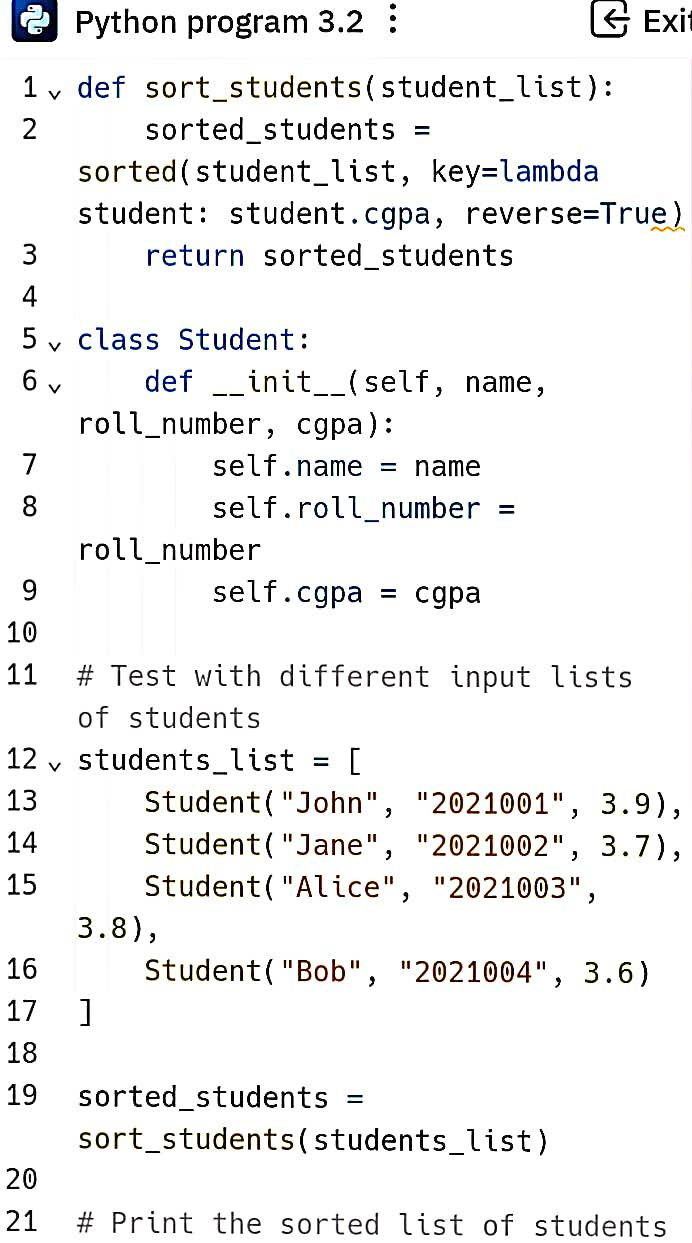 Python program 3.2 ⋮ Exit
1 def sort_students(student_list):
2     sorted_students =
sorted(student_list, key=lambda
student: student.cgpa, reverse=True)
3     return sorted_students
4
5 class Student:
6     def __init__(self, name,
roll_number, cgpa):
7         self.name = name
8         self.roll_number =
roll_number
9         self.cgpa = cgpa
10
11 # Test with different input lists
of students
12 students_list = [
13     Student("John", "2021001", 3.9),
14     Student("Jane", "2021002", 3.7),
15     Student("Alice", "2021003",
3.8),
16     Student("Bob", "2021004", 3.6)
17 ]
18
19 sorted_students =
sort_students(students_list)
20
21 # Print the sorted list of students